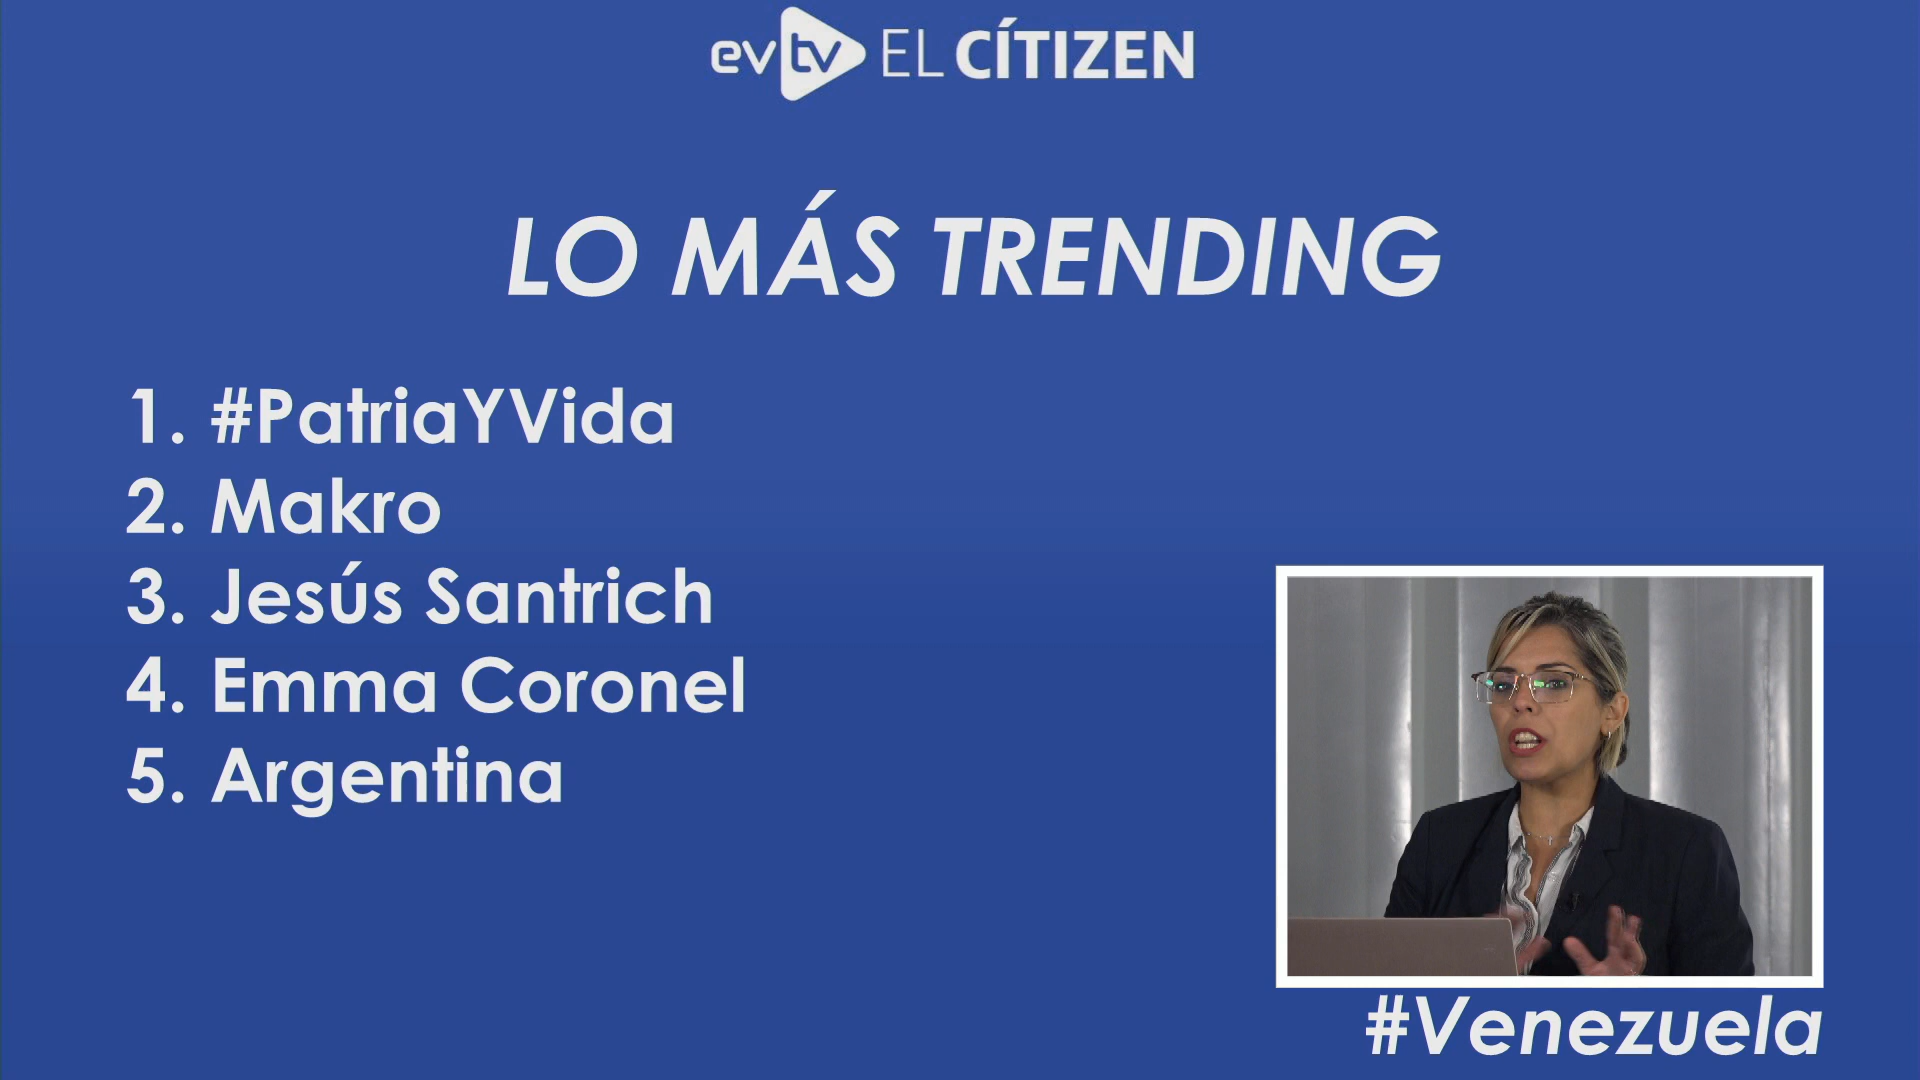 evtv EL CÍTIZEN
LO MÁS TRENDING
1. #PatriaYVida
2. Makro
3. Jesús Santrich
4. Emma Coronel
5. Argentina
#Venezuela